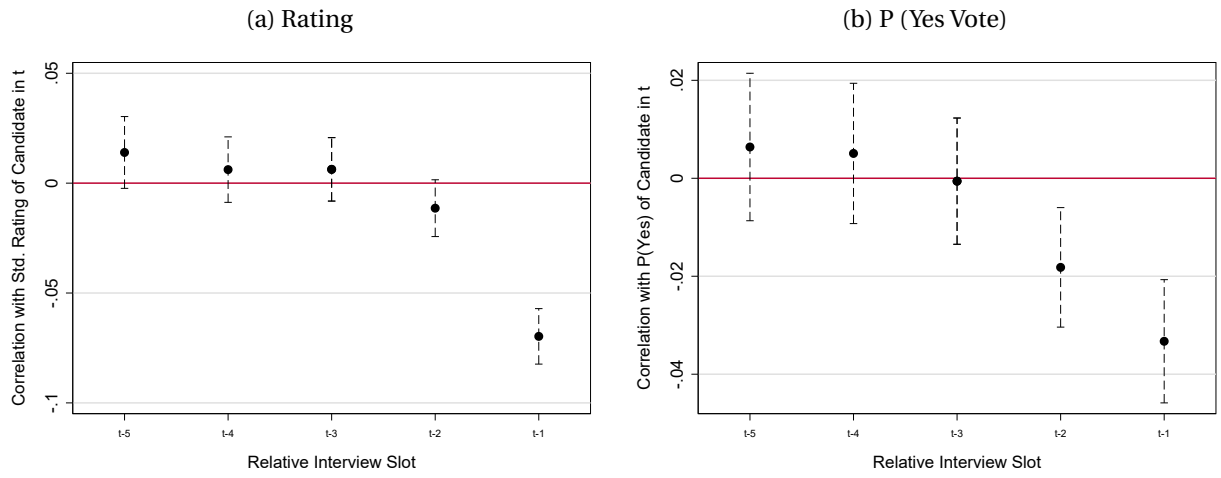 (a) Rating
Correlation with Std. Rating of Candidate in t
.05
0
-.05
-.1
t-5 t-4 t-3 t-2 t-1
Relative Interview Slot
(b) P (Yes Vote)
Correlation with P(Yes) of Candidate in t
.02
0
-.02
-.04
t-5 t-4 t-3 t-2 t-1
Relative Interview Slot